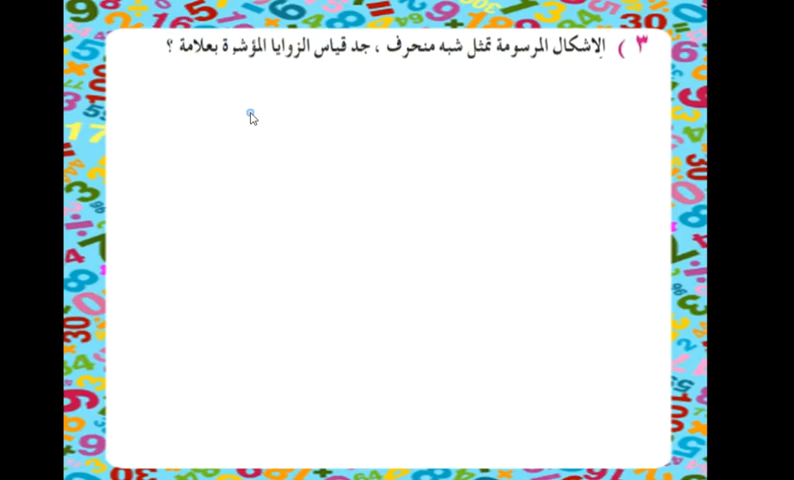 ٣ ) الاشكال المرسومة تمثل شبه منحرف ، جد قياس الزوايا المؤشرة بعلامة ؟